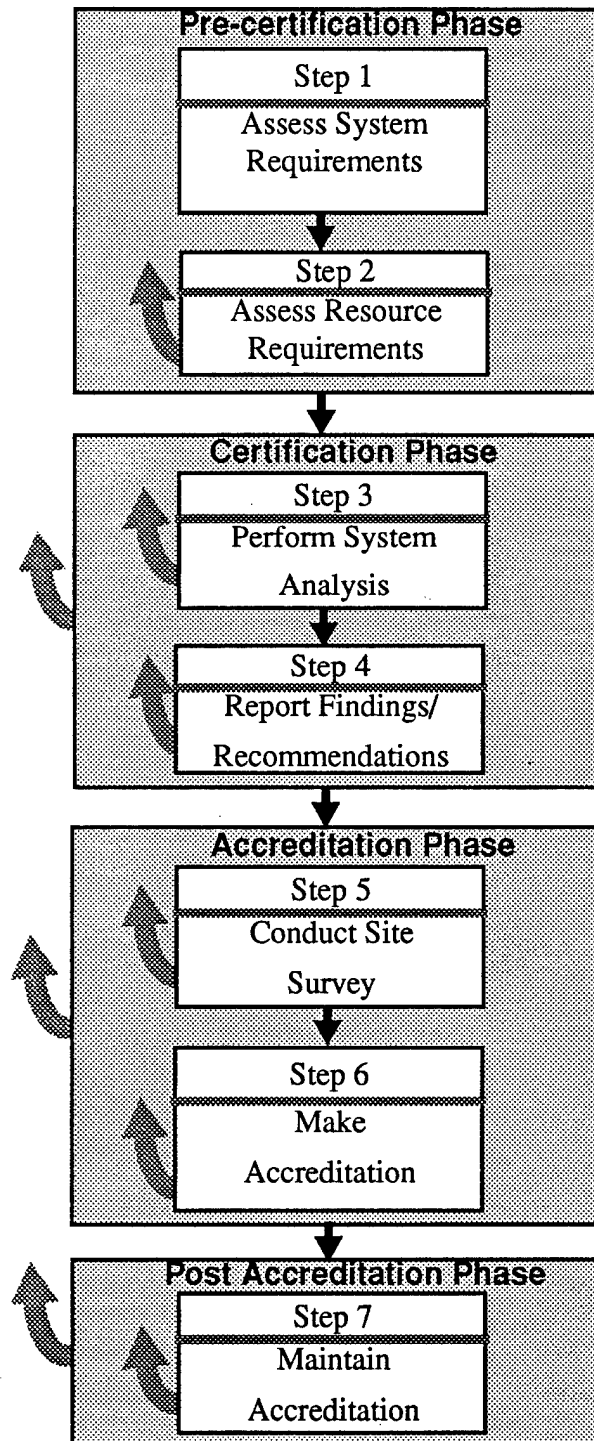 Pre-certification Phase
Step 1
Assess System
Requirements
Step 2
Assess Resource
Requirements
Certification Phase
Step 3
Perform System
Analysis
Step 4
Report Findings/
Recommendations
Accreditation Phase
Step 5
Conduct Site
Survey
Step 6
Make
Accreditation
Post Accreditation Phase
Step 7
Maintain
Accreditation